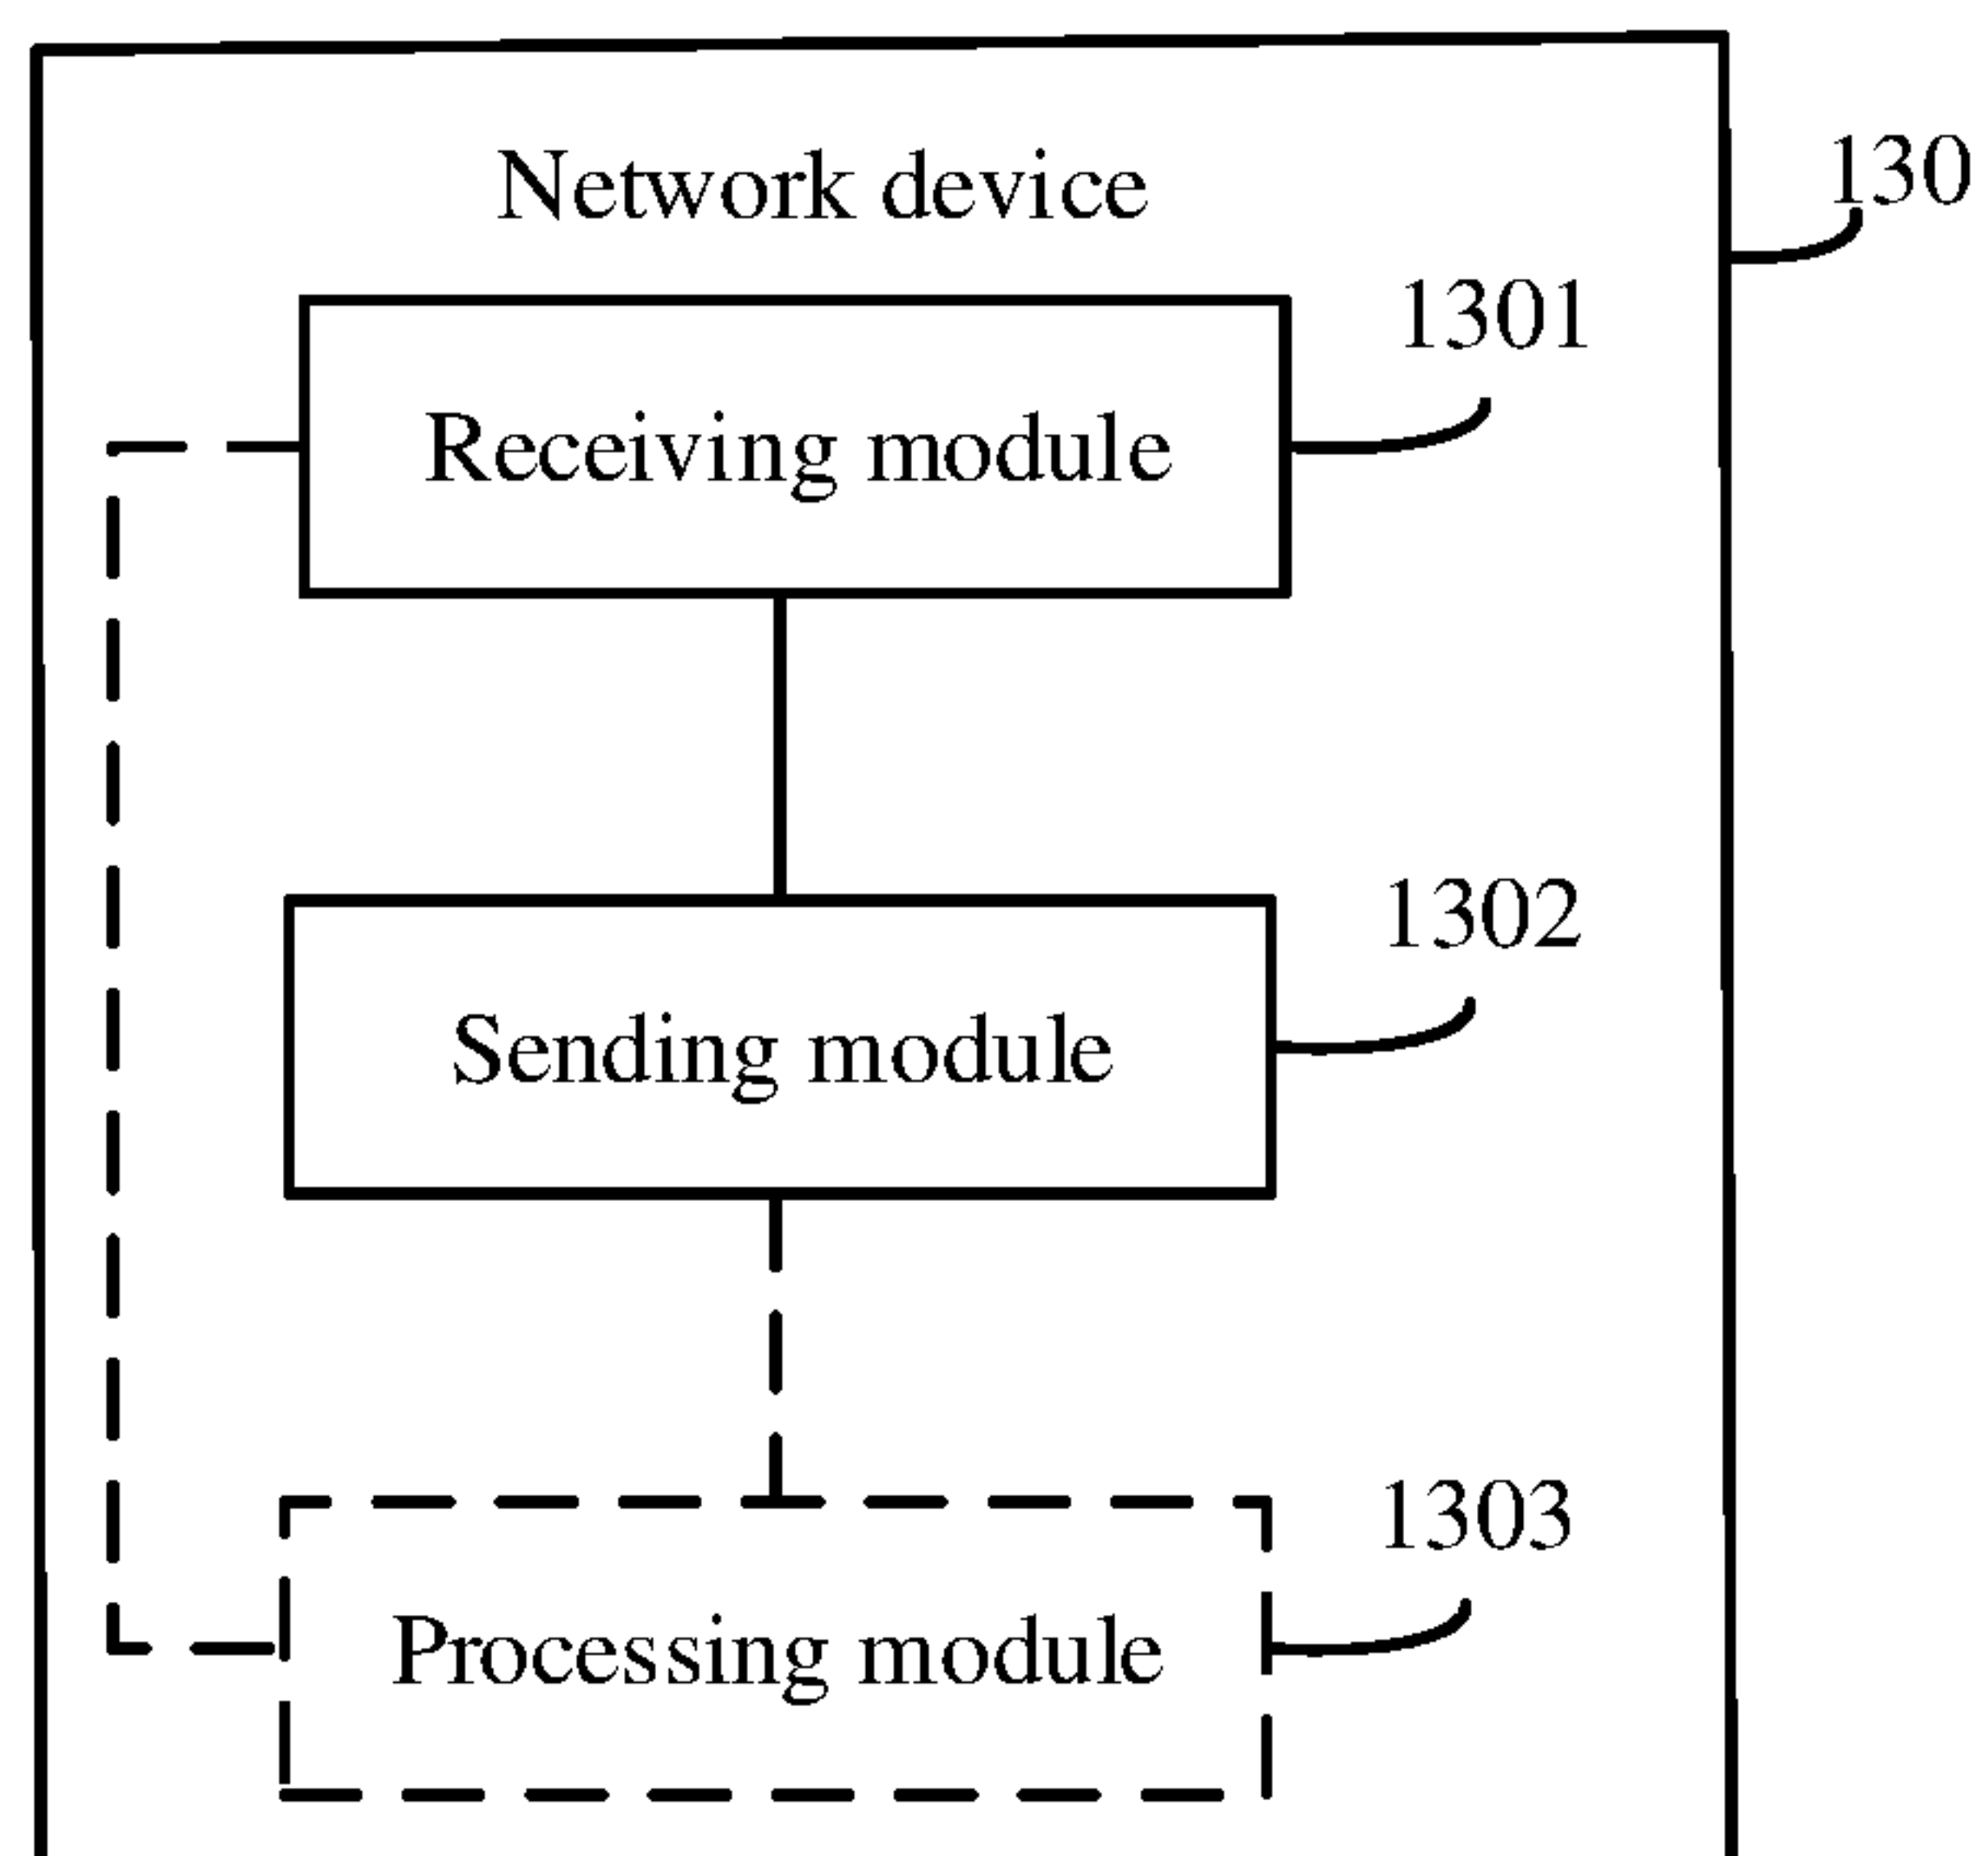 Network device
130
1301
Receiving module
1302
Sending module
1303
Processing module